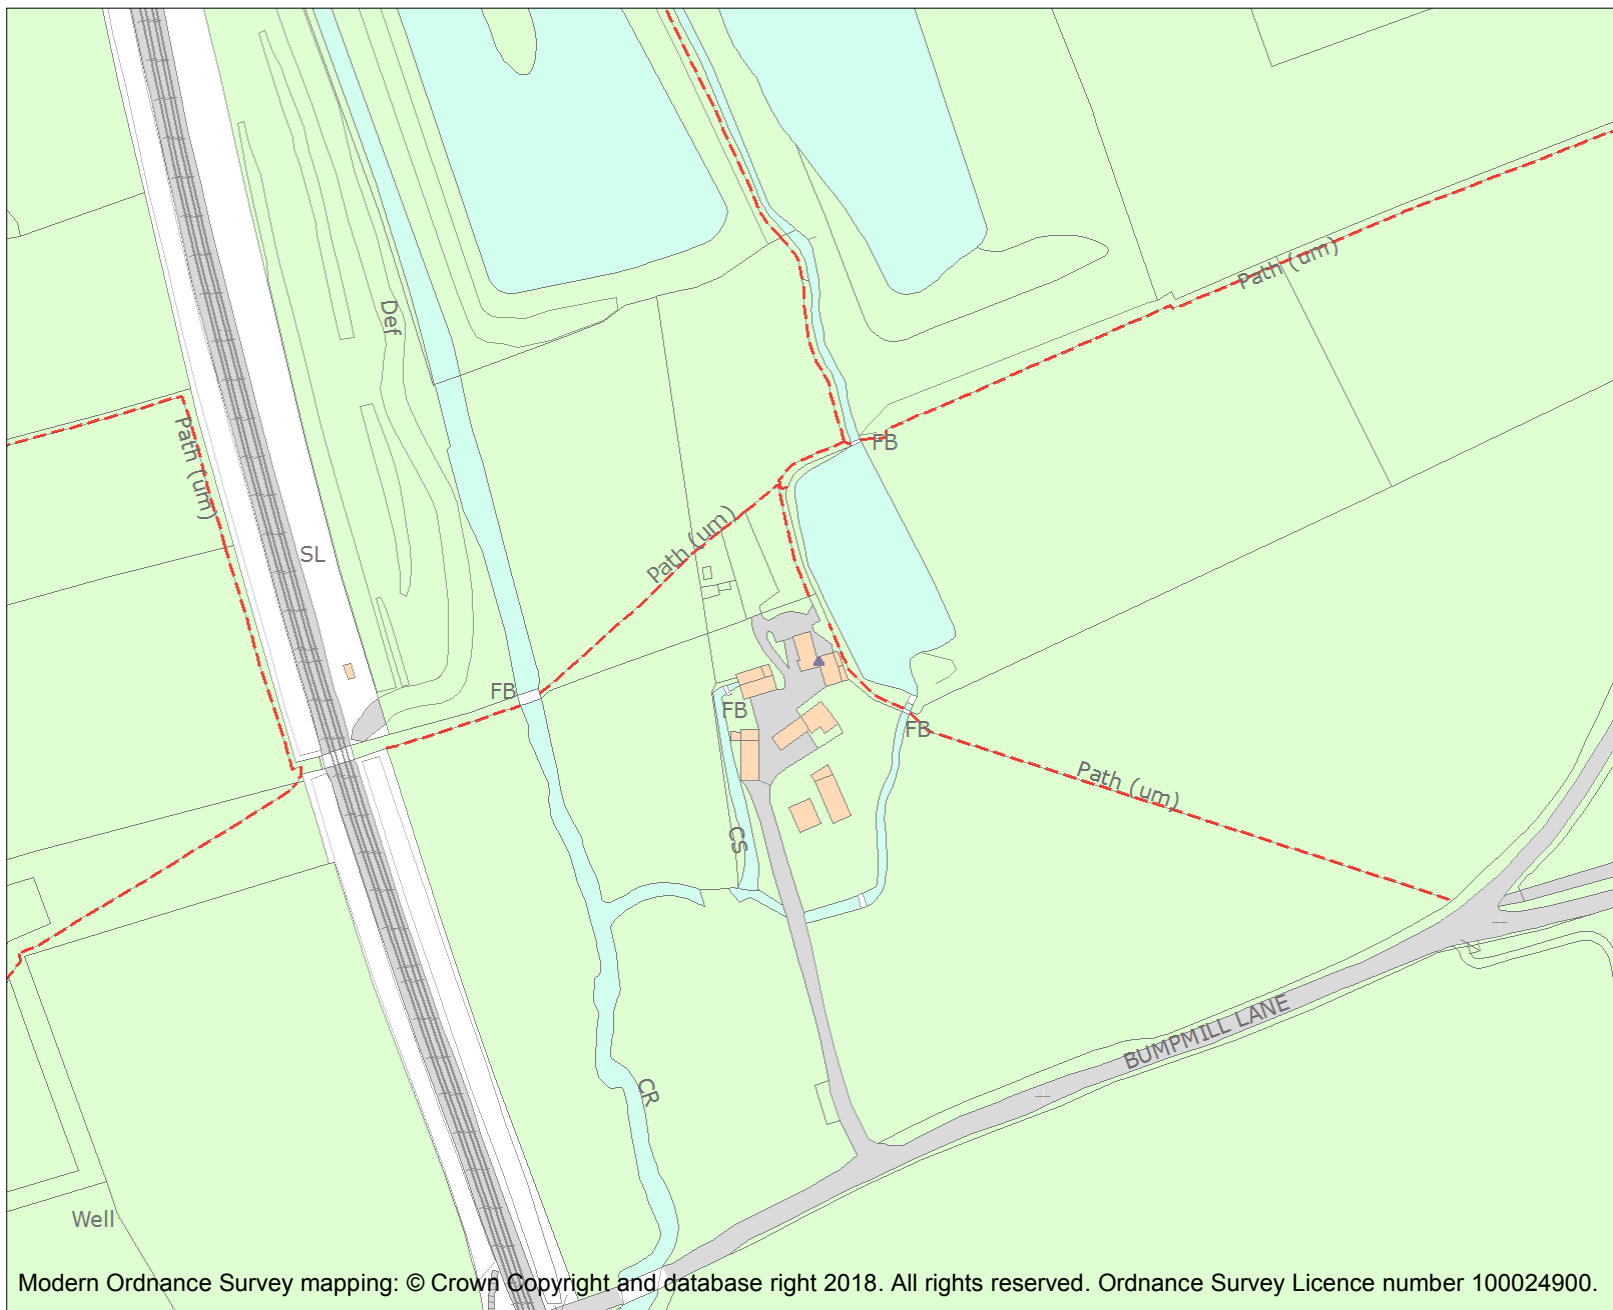 Path (um)
Def
Path (um)
FB
Path (um)
SL
FB
FB
FB
Path (um)
CS
BUMPMILL LANE
CR
Well
Modern Ordnance Survey mapping: © Crown Copyright and database right 2018. All rights reserved. Ordnance Survey Licence number 100024900.